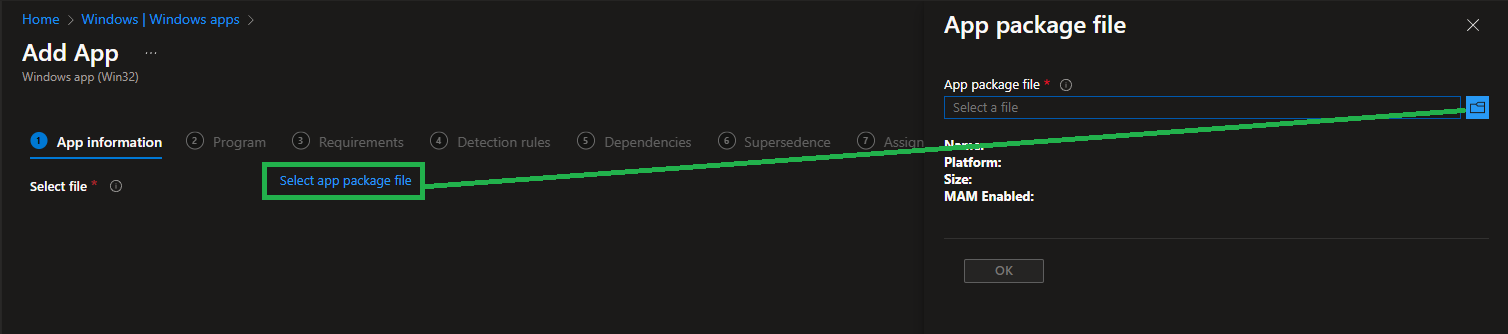 Home > Windows | Windows apps >
Add App ...
Windows app (Win32)
1 App information 2 Program 3 Requirements 4 Detection rules 5 Dependencies 6 Supersedence 7 Assign
Select file * Select app package file
App package file
App package file *
Select a file
Name:
Platform:
Size:
MAM Enabled:
OK